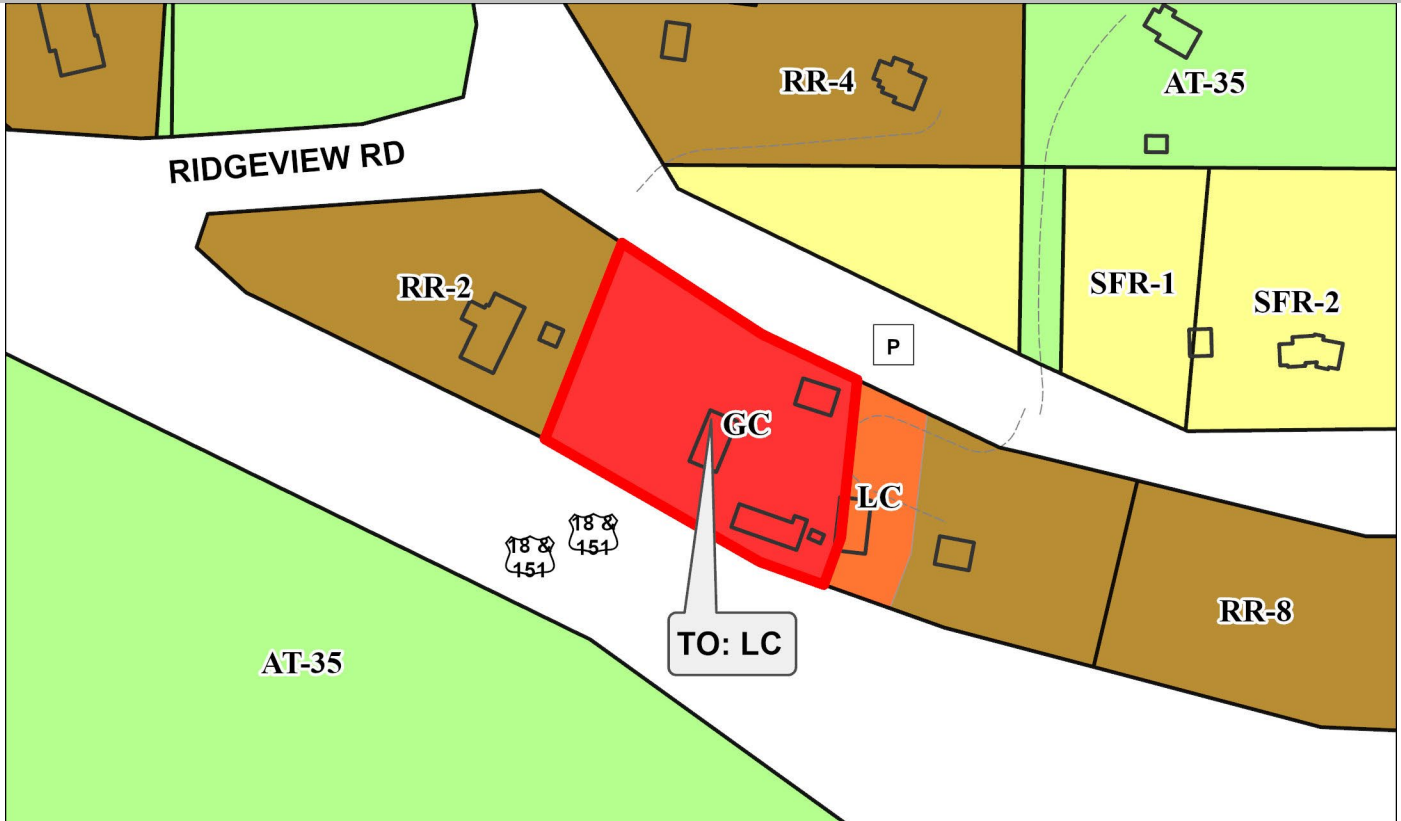 RR-4
AT-35
RIDGEVIEW RD
RR-2
SFR-1
SFR-2
P
GC
LC
18 &
151
18 &
151
RR-8
TO: LC
AT-35